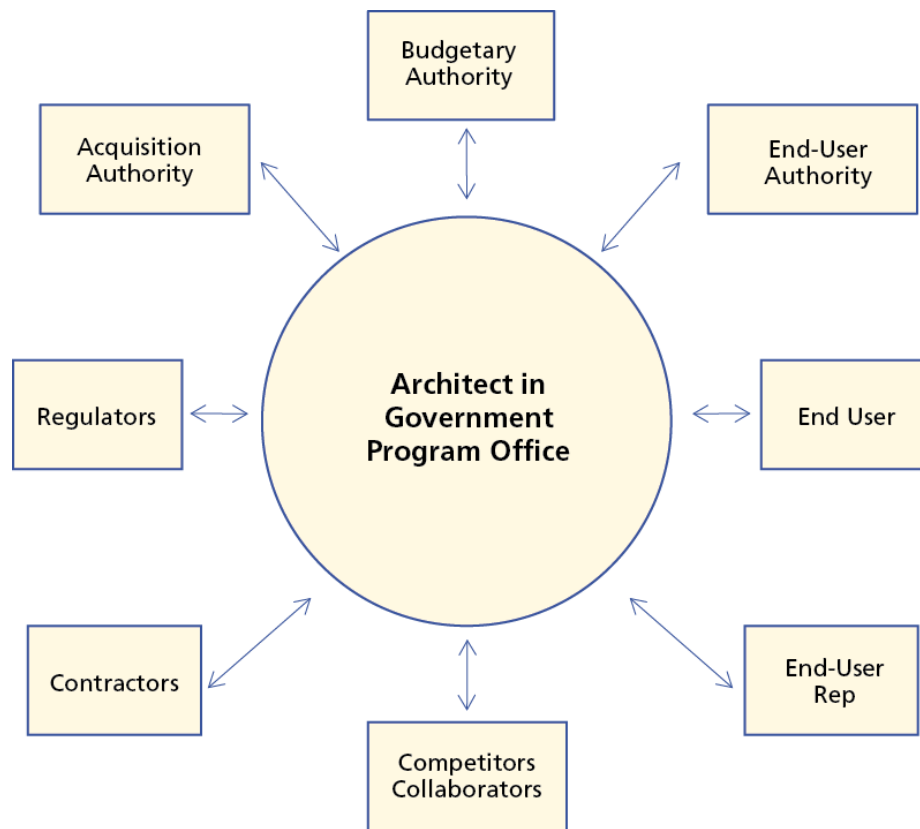 Budgetary
Authority
Acquisition
Authority
End-User
Authority
Architect in
Government
Program Office
Regulators
End User
Contractors
End-User
Rep
Competitors
Collaborators